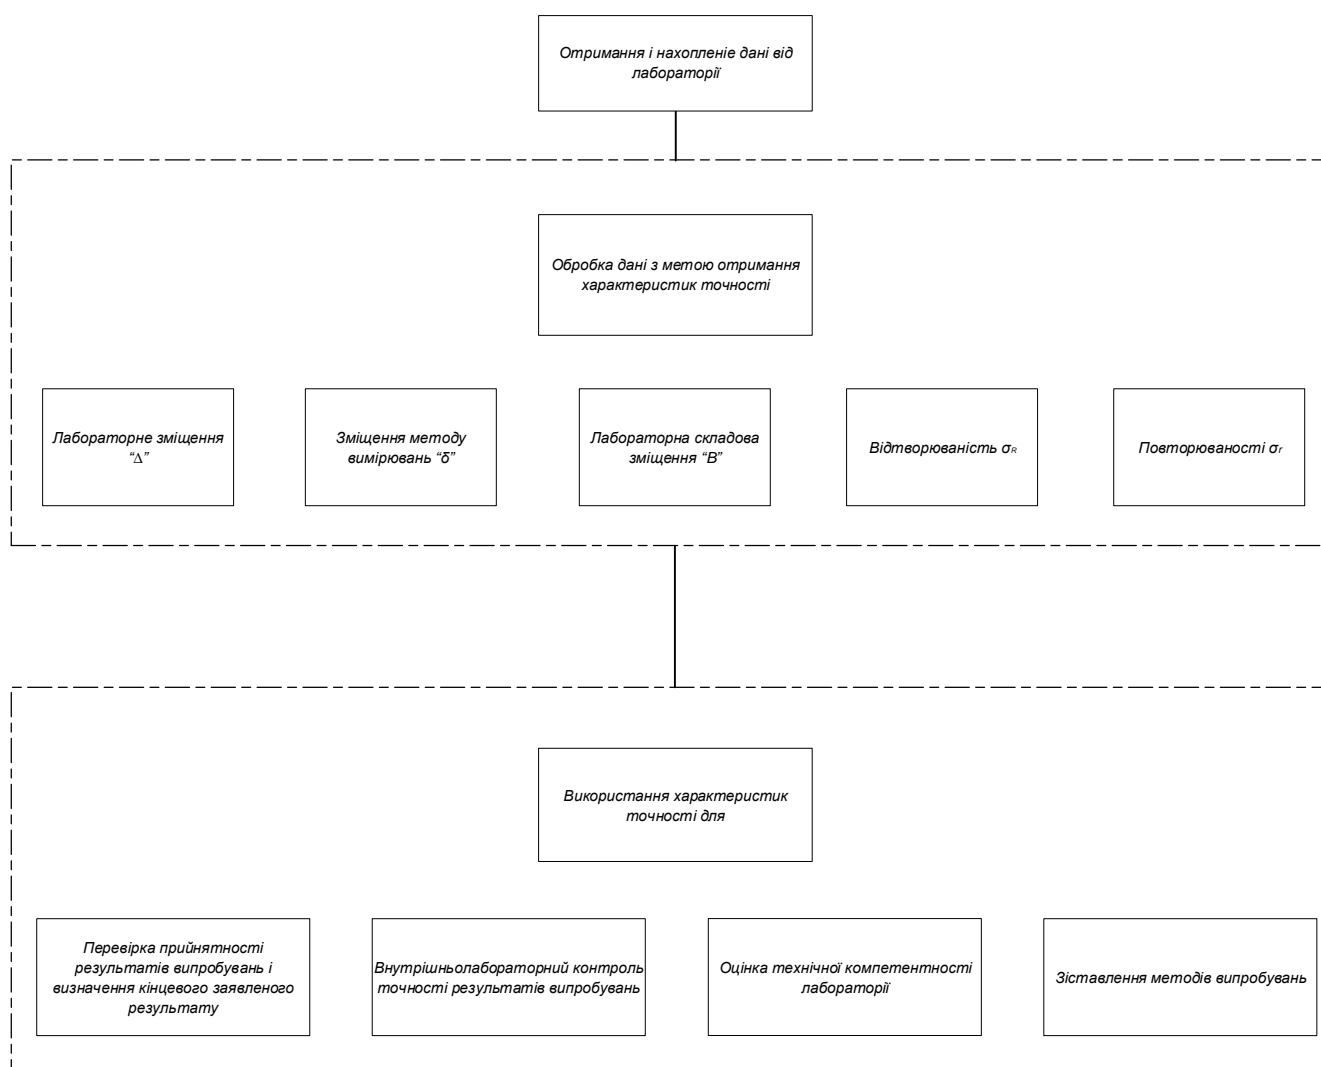 Отримання і нахопленіе дані від
лабораторії
Обробка дані з метою отримання
характеристик точності
Лабораторне зміщення
“Δ”
Зміщення методу
вимірювань “δ”
Лабораторна складова
зміщення “В”
Відтворюваність σR
Повторюваності σr
Використання характеристик
точності для
Перевірка прийнятності
результатів випробувань і
визначення кінцевого заявленого
результату
Внутрішньолабораторний контроль
точності результатів випробувань
Оцінка технічної компетентності
лабораторії
Зіставлення методів випробувань